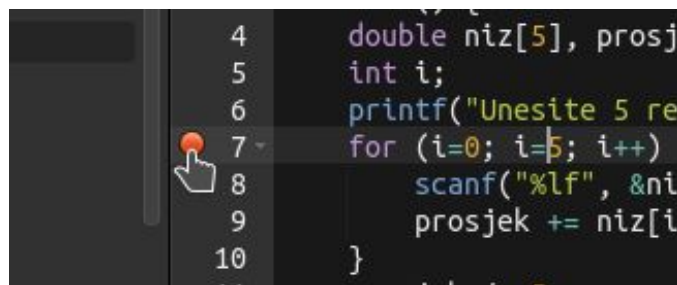 4 double niz[5], prosj
5 int i;
6 printf("Unesite 5 re
7 for (i=0; i=5; i++)
8 scanf("%lf", &ni
9 prosjek += niz[i
10 }